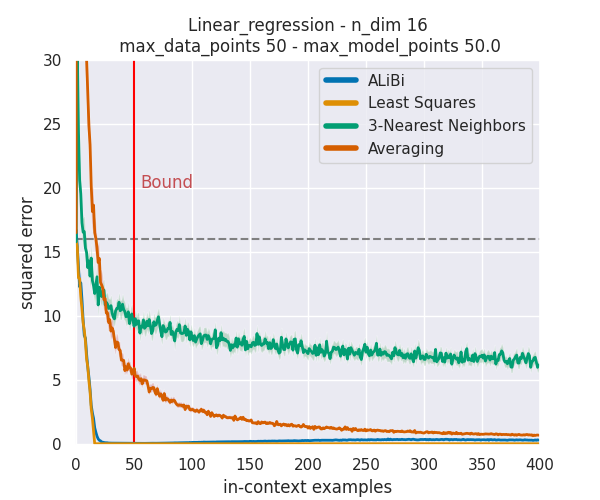 Linear_regression - n_dim 16
max_data_points 50 - max_model_points 50.0
30
25
20
15
10
5
0
squared error
Bound
ALiBi
Least Squares
3-Nearest Neighbors
Averaging
0 50 100 150 200 250 300 350 400
in-context examples